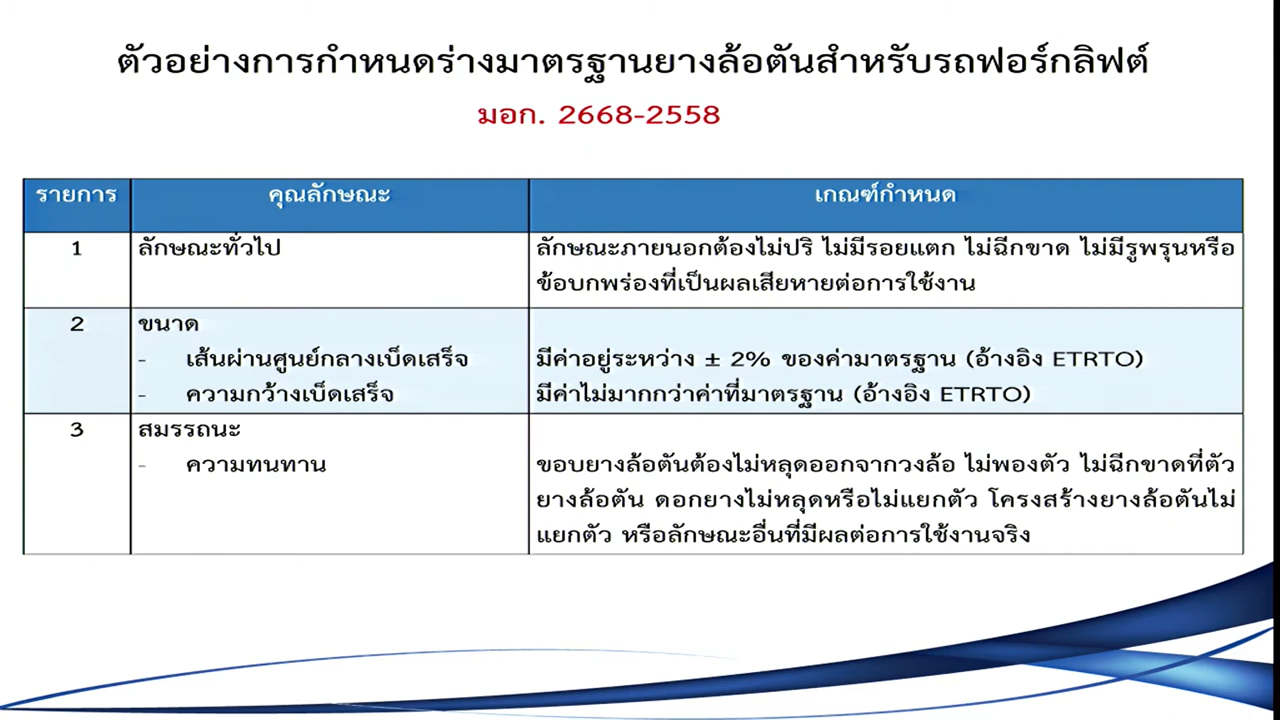 ตัวอย่างการกำหนดร่างมาตรฐานยางล้อตันสำหรับรถฟอร์กลิฟต์
มอก. 2668-2558
รายการ คุณลักษณะ เกณฑ์กำหนด
1 ลักษณะทั่วไป ลักษณะภายนอกต้องไม่ปริ ไม่มีรอยแตก ไม่ฉีกขาด ไม่มีรูพรุนหรือ
ข้อบกพร่องที่เป็นผลเสียหายต่อการใช้งาน
2 ขนาด
- เส้นผ่านศูนย์กลางเบ็ดเสร็จ มีค่าอยู่ระหว่าง ± 2% ของค่ามาตรฐาน (อ้างอิง ETRTO)
- ความกว้างเบ็ดเสร็จ มีค่าไม่มากกว่าค่าที่มาตรฐาน (อ้างอิง ETRTO)
3 สมรรถนะ
- ความทนทาน ขอบยางล้อตันต้องไม่หลุดออกจากวงล้อ ไม่พองตัว ไม่ฉีกขาดที่ตัว
ยางล้อตัน ดอกยางไม่หลุดหรือไม่แยกตัว โครงสร้างยางล้อตันไม่
แยกตัว หรือลักษณะอื่นที่มีผลต่อการใช้งานจริง